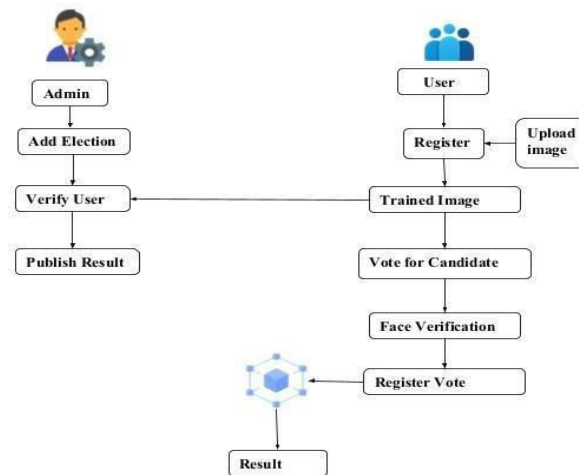 Admin
User
Add Election
Register
Upload
image
Verify User
Trained Image
Publish Result
Vote for Candidate
Face Verification
Register Vote
Result